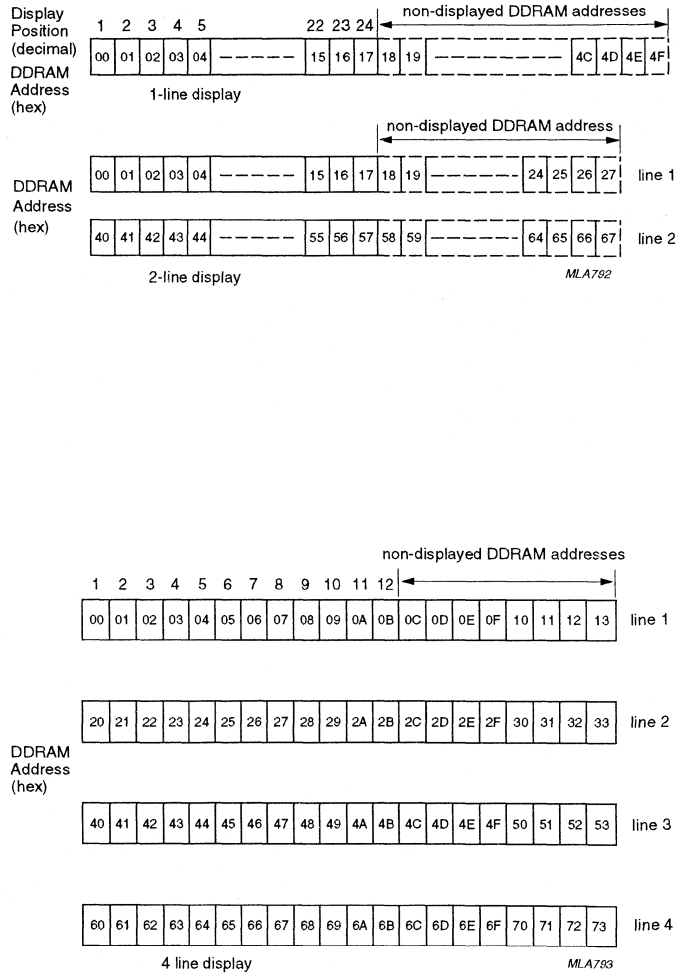 Display Position (decimal)
1 2 3 4 5 22 23 24 non-displayed DDRAM addresses
DDRAM Address (hex)
00 01 02 03 04 15 16 17 18 19 4C 4D 4E 4F
1-line display
non-displayed DDRAM address
DDRAM Address (hex)
00 01 02 03 04 15 16 17 18 19 24 25 26 27 line 1
40 41 42 43 44 55 56 57 58 59 64 65 66 67 line 2
2-line display
MLA792
non-displayed DDRAM addresses
1 2 3 4 5 6 7 8 9 10 11 12
00 01 02 03 04 05 06 07 08 09 0A 0B 0C 0D 0E 0F 10 11 12 13 line 1
20 21 22 23 24 25 26 27 28 29 2A 2B 2C 2D 2E 2F 30 31 32 33 line 2
DDRAM Address (hex)
40 41 42 43 44 45 46 47 48 49 4A 4B 4C 4D 4E 4F 50 51 52 53 line 3
60 61 62 63 64 65 66 67 68 69 6A 6B 6C 6D 6E 6F 70 71 72 73 line 4
4 line display
MLA793